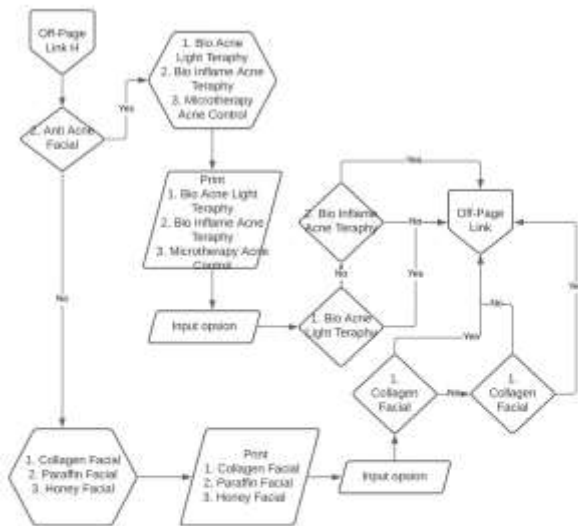 Off-Page
Link H
2. Anti Acne
Facial
Yes
1. Bio Acne
Light Teraphy
2. Bio Inflame Acne
Teraphy
3. Microtherapy
Acne Control
Print
1. Bio Acne Light
Teraphy
2. Bio Inflame Acne
Teraphy
3. Microtherapy Acne
Control
Input opsion
1. Bio Acne
Light Teraphy
No
Yes
2. Bio Inflame
Acne Teraphy
Yes
No
Off-Page
Link
No
1. Collagen Facial
2. Paraffin Facial
3. Honey Facial
Print
1. Collagen Facial
2. Paraffin Facial
3. Honey Facial
Input opsion
1.
Collagen
Facial
Yes
1.
Collagen
Facial
No